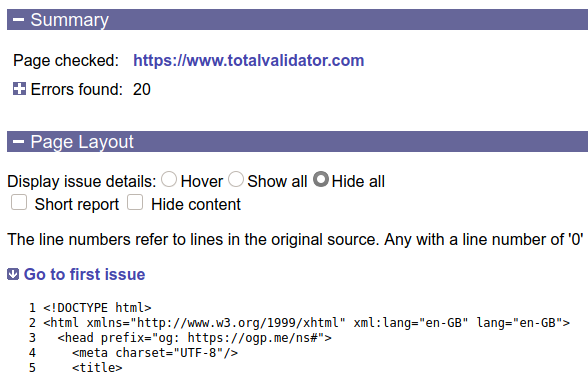 Summary
Page checked: https://www.totalvalidator.com
Errors found: 20
Page Layout
Display issue details: Hover Show all Hide all
Short report Hide content
The line numbers refer to lines in the original source. Any with a line number of '0'
Go to first issue
1 <!DOCTYPE html>
2 <html xmlns="http://www.w3.org/1999/xhtml" xml:lang="en-GB" lang="en-GB">
3 <head prefix="og: https://ogp.me/ns#">
4 <meta charset="UTF-8"/>
5 <title>